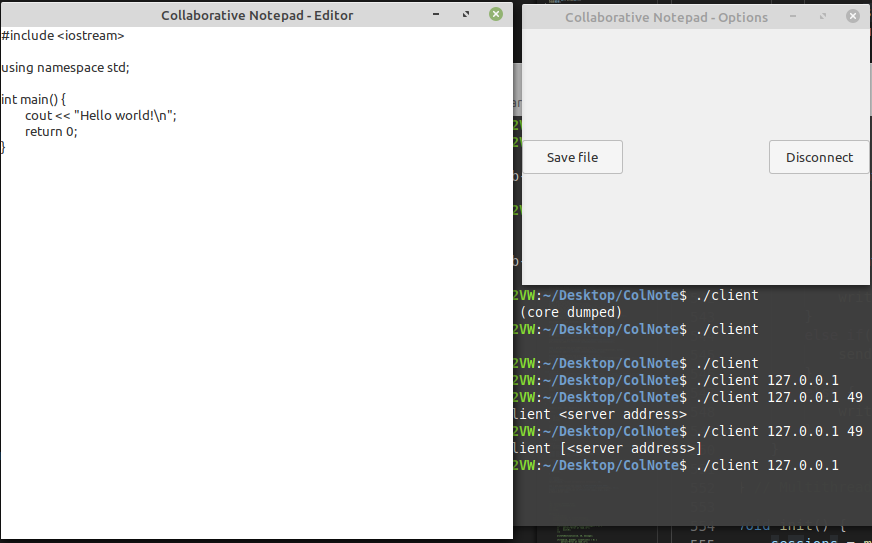 Collaborative Notepad - Editor
#include <iostream>
using namespace std;
int main() {
cout << "Hello world!\n";
return 0;
}
Collaborative Notepad - Options
Save file
Disconnect
2VW:~/Desktop/ColNote$ ./client
(core dumped)
2VW:~/Desktop/ColNote$ ./client
2VW:~/Desktop/ColNote$ ./client
2VW:~/Desktop/ColNote$ ./client 127.0.0.1
2VW:~/Desktop/ColNote$ ./client 127.0.0.1 49
lient <server address>
2VW:~/Desktop/ColNote$ ./client 127.0.0.1 49
lient [<server address>]
2VW:~/Desktop/ColNote$ ./client 127.0.0.1
554 void init() {